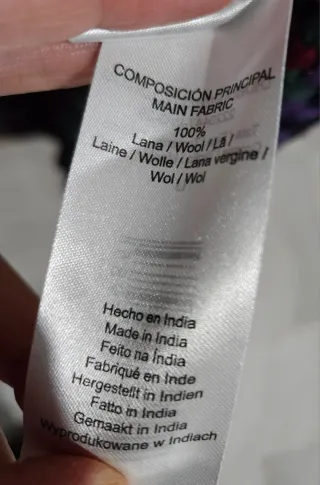 COMPOSICIÓN PRINCIPAL
MAIN FABRIC
100%
Lana / Wool / Lã /
Laine / Wolle / Lana vergine /
Wol / Wol
Hecho en India
Made in India
Feito na Índia
Fabriqué en Inde
Hergestellt in Indien
Fatto in India
Gemaakt in India
Wyprodukowane w Indiach